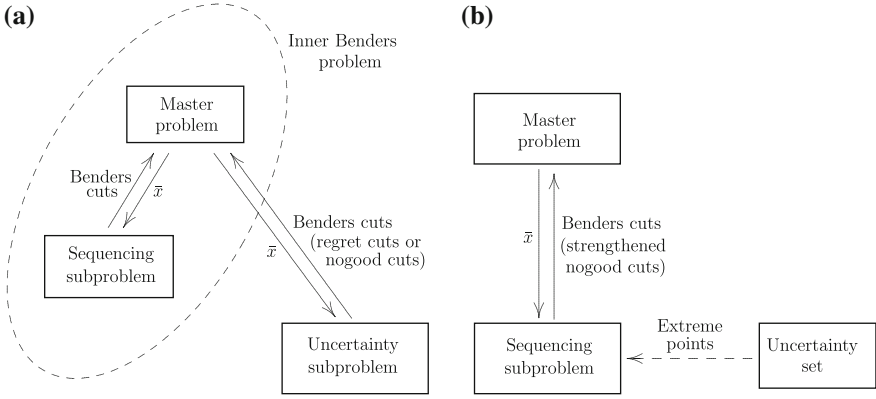 (a)
Inner Benders
problem
Master
problem
Benders
cuts
x̄
Sequencing
subproblem
Benders cuts
(regret cuts or
nogood cuts)
x̄
Uncertainty
subproblem
(b)
Master
problem
x̄
Benders cuts
(strengthened
nogood cuts)
Sequencing
subproblem
Extreme
points
Uncertainty
set